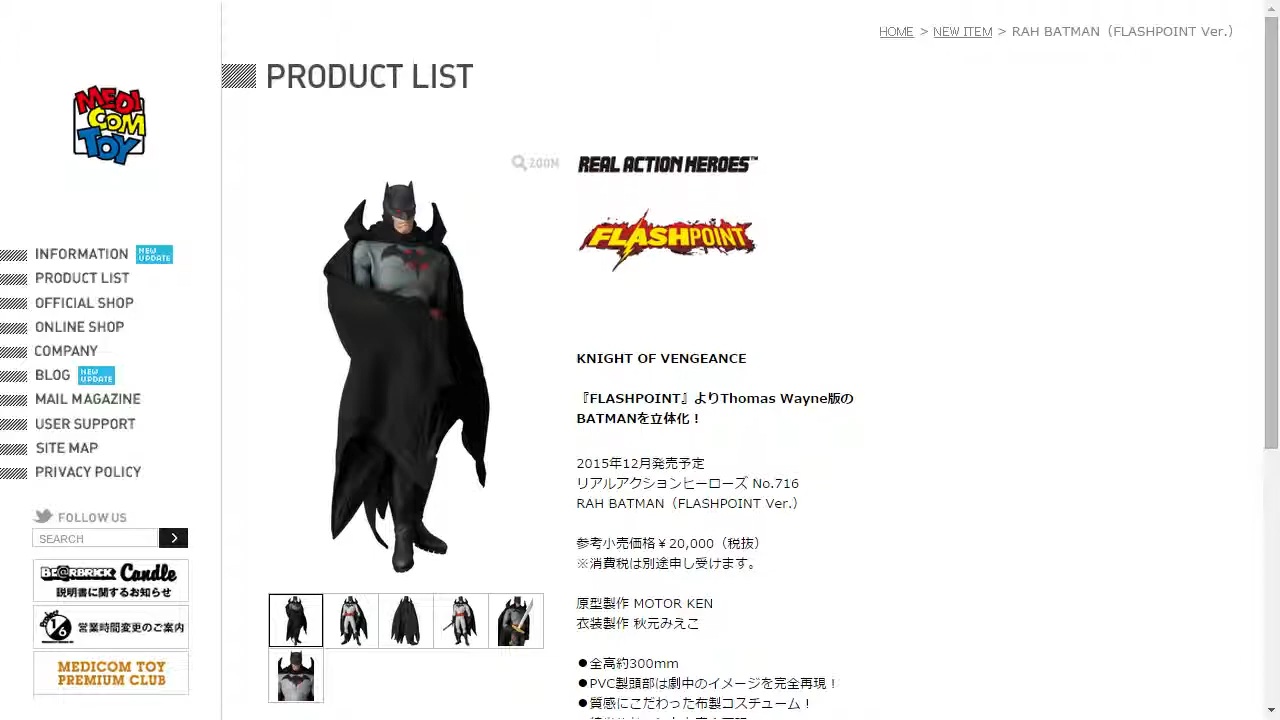 HOME > NEW ITEM > RAH BATMAN（FLASHPOINT Ver.）
PRODUCT LIST
MEDI
COM
TOY
INFORMATION NEW UPDATE
PRODUCT LIST
OFFICIAL SHOP
ONLINE SHOP
COMPANY
BLOG NEW UPDATE
MAIL MAGAZINE
USER SUPPORT
SITE MAP
PRIVACY POLICY
FOLLOW US
SEARCH
BE@RBRICK Candle
説明書に関するお知らせ
営業時間変更のご案内
MEDICOM TOY
PREMIUM CLUB
ZOOM
REAL ACTION HEROES™
FLASHPOINT
KNIGHT OF VENGEANCE
『FLASHPOINT』よりThomas Wayne版の
BATMANを立体化！
2015年12月発売予定
リアルアクションヒーローズ No.716
RAH BATMAN（FLASHPOINT Ver.）
参考小売価格￥20,000（税抜）
※消費税は別途申し受けます。
原型製作 MOTOR KEN
衣装製作 秋元みえこ
●全高約300mm
●PVC製頭部は劇中のイメージを完全再現！
●質感にこだわった布製コスチューム！